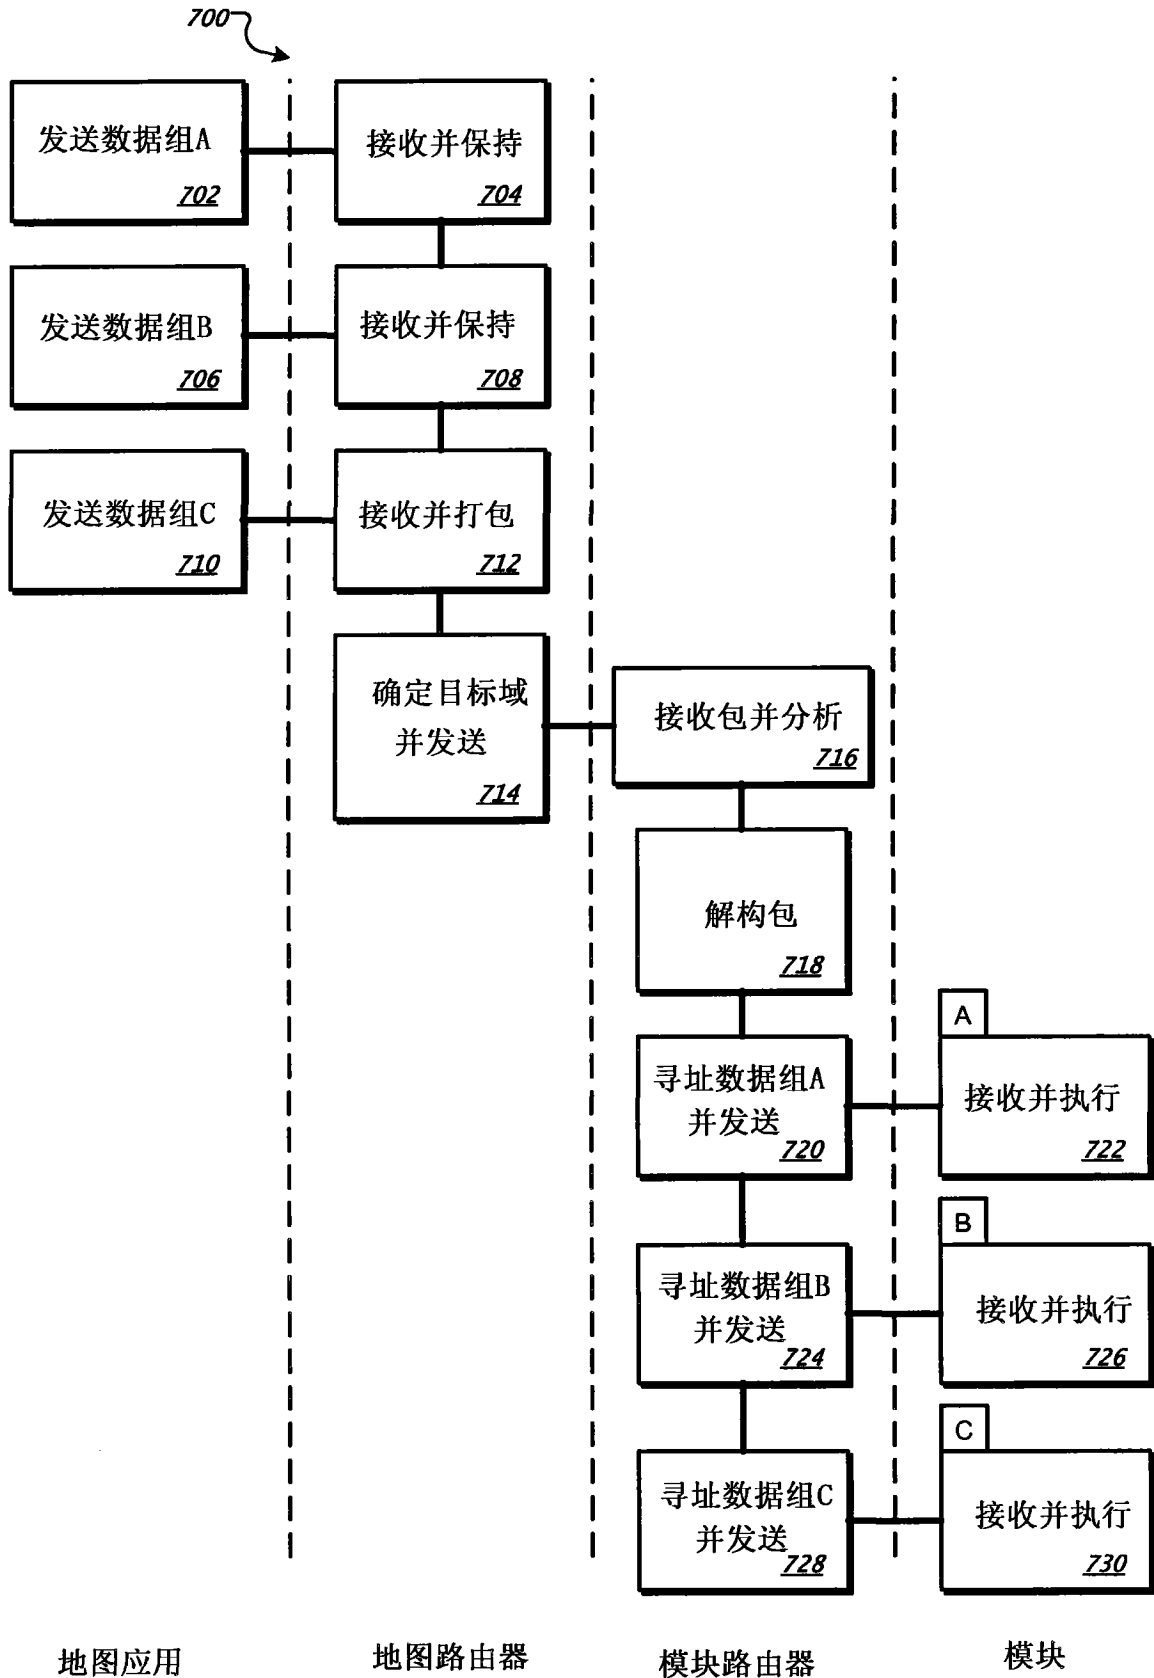 700
发送数据组A
702
接收并保持
704
发送数据组B
706
接收并保持
708
发送数据组C
710
接收并打包
712
确定目标域
并发送
714
接收包并分析
716
解构包
718
寻址数据组A
并发送
720
A
接收并执行
722
寻址数据组B
并发送
724
B
接收并执行
726
寻址数据组C
并发送
728
C
接收并执行
730
地图应用
地图路由器
模块路由器
模块